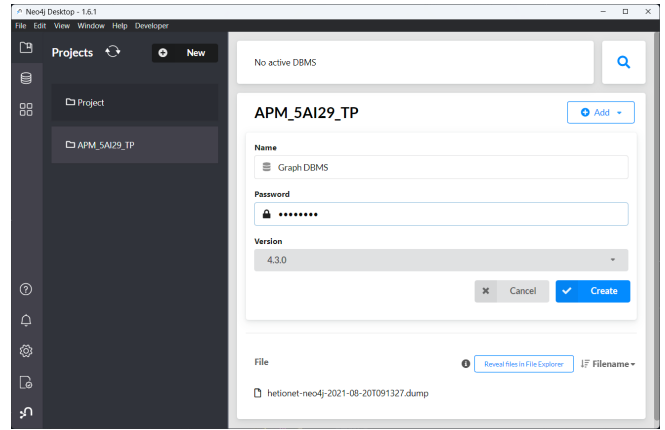 Neo4j Desktop - 1.6.1
File Edit View Window Help Developer
Projects
New
Project
APM_5AI29_TP
No active DBMS
APM_5AI29_TP
Add
Name
Graph DBMS
Password
Version
4.3.0
Cancel
Create
File
Reveal files in File Explorer
Filename
hetionet-neo4j-2021-08-20T091327.dump